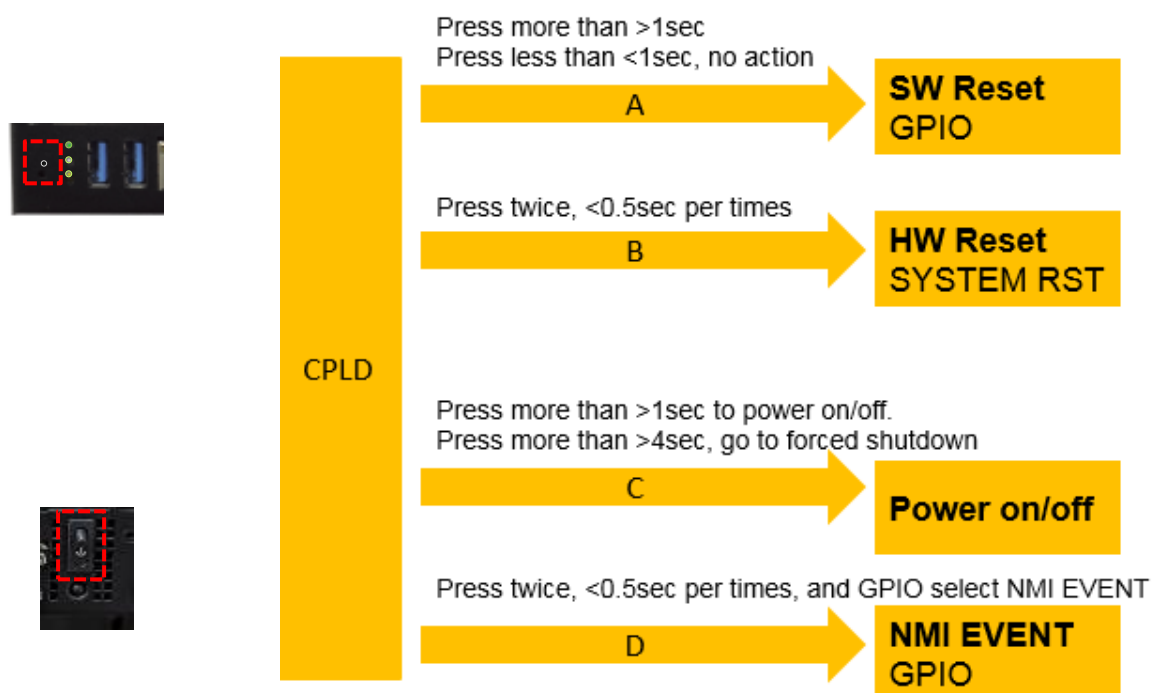 Press more than >1sec
Press less than <1sec, no action
A
SW Reset
GPIO
Press twice, <0.5sec per times
B
HW Reset
SYSTEM RST
CPLD
Press more than >1sec to power on/off.
Press more than >4sec, go to forced shutdown
C
Power on/off
Press twice, <0.5sec per times, and GPIO select NMI EVENT
D
NMI EVENT
GPIO